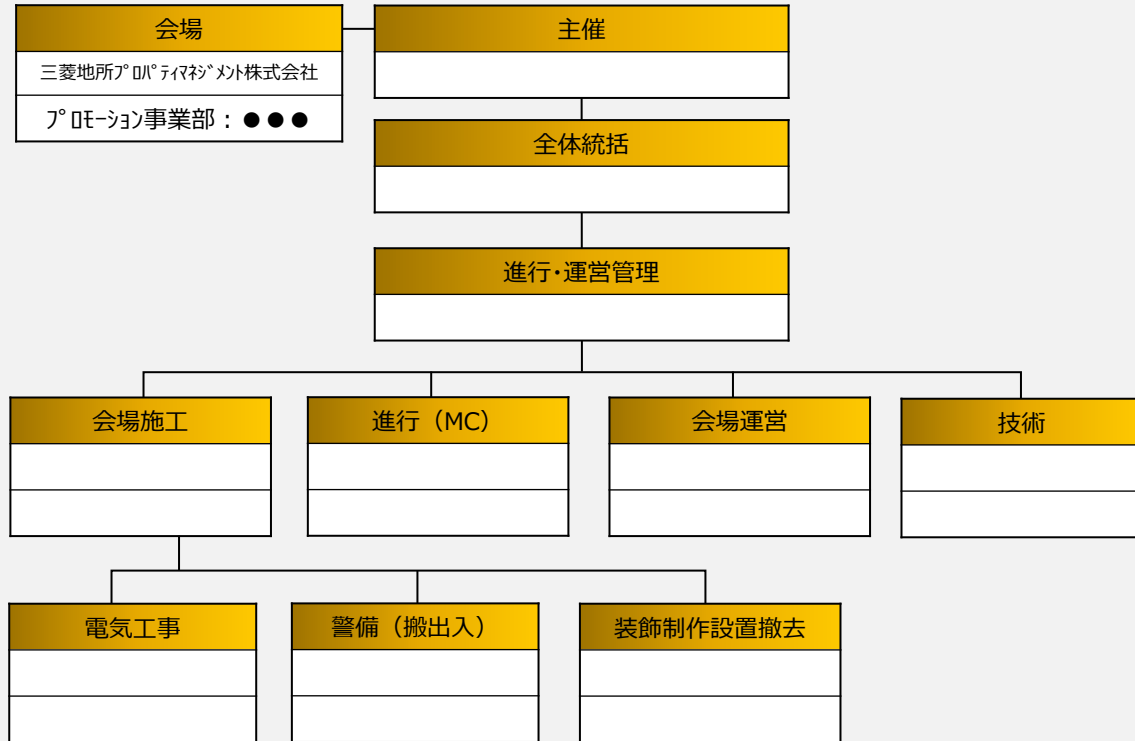 会場
主催
三菱地所ﾌﾟﾛﾊﾟﾃｨﾏﾈｼﾞﾒﾝﾄ株式会社
ﾌﾟﾛﾓｰｼｮﾝ事業部：●●●
全体統括
進行・運営管理
会場施工
進行（MC）
会場運営
技術
電気工事
警備（搬出入）
装飾制作設置撤去